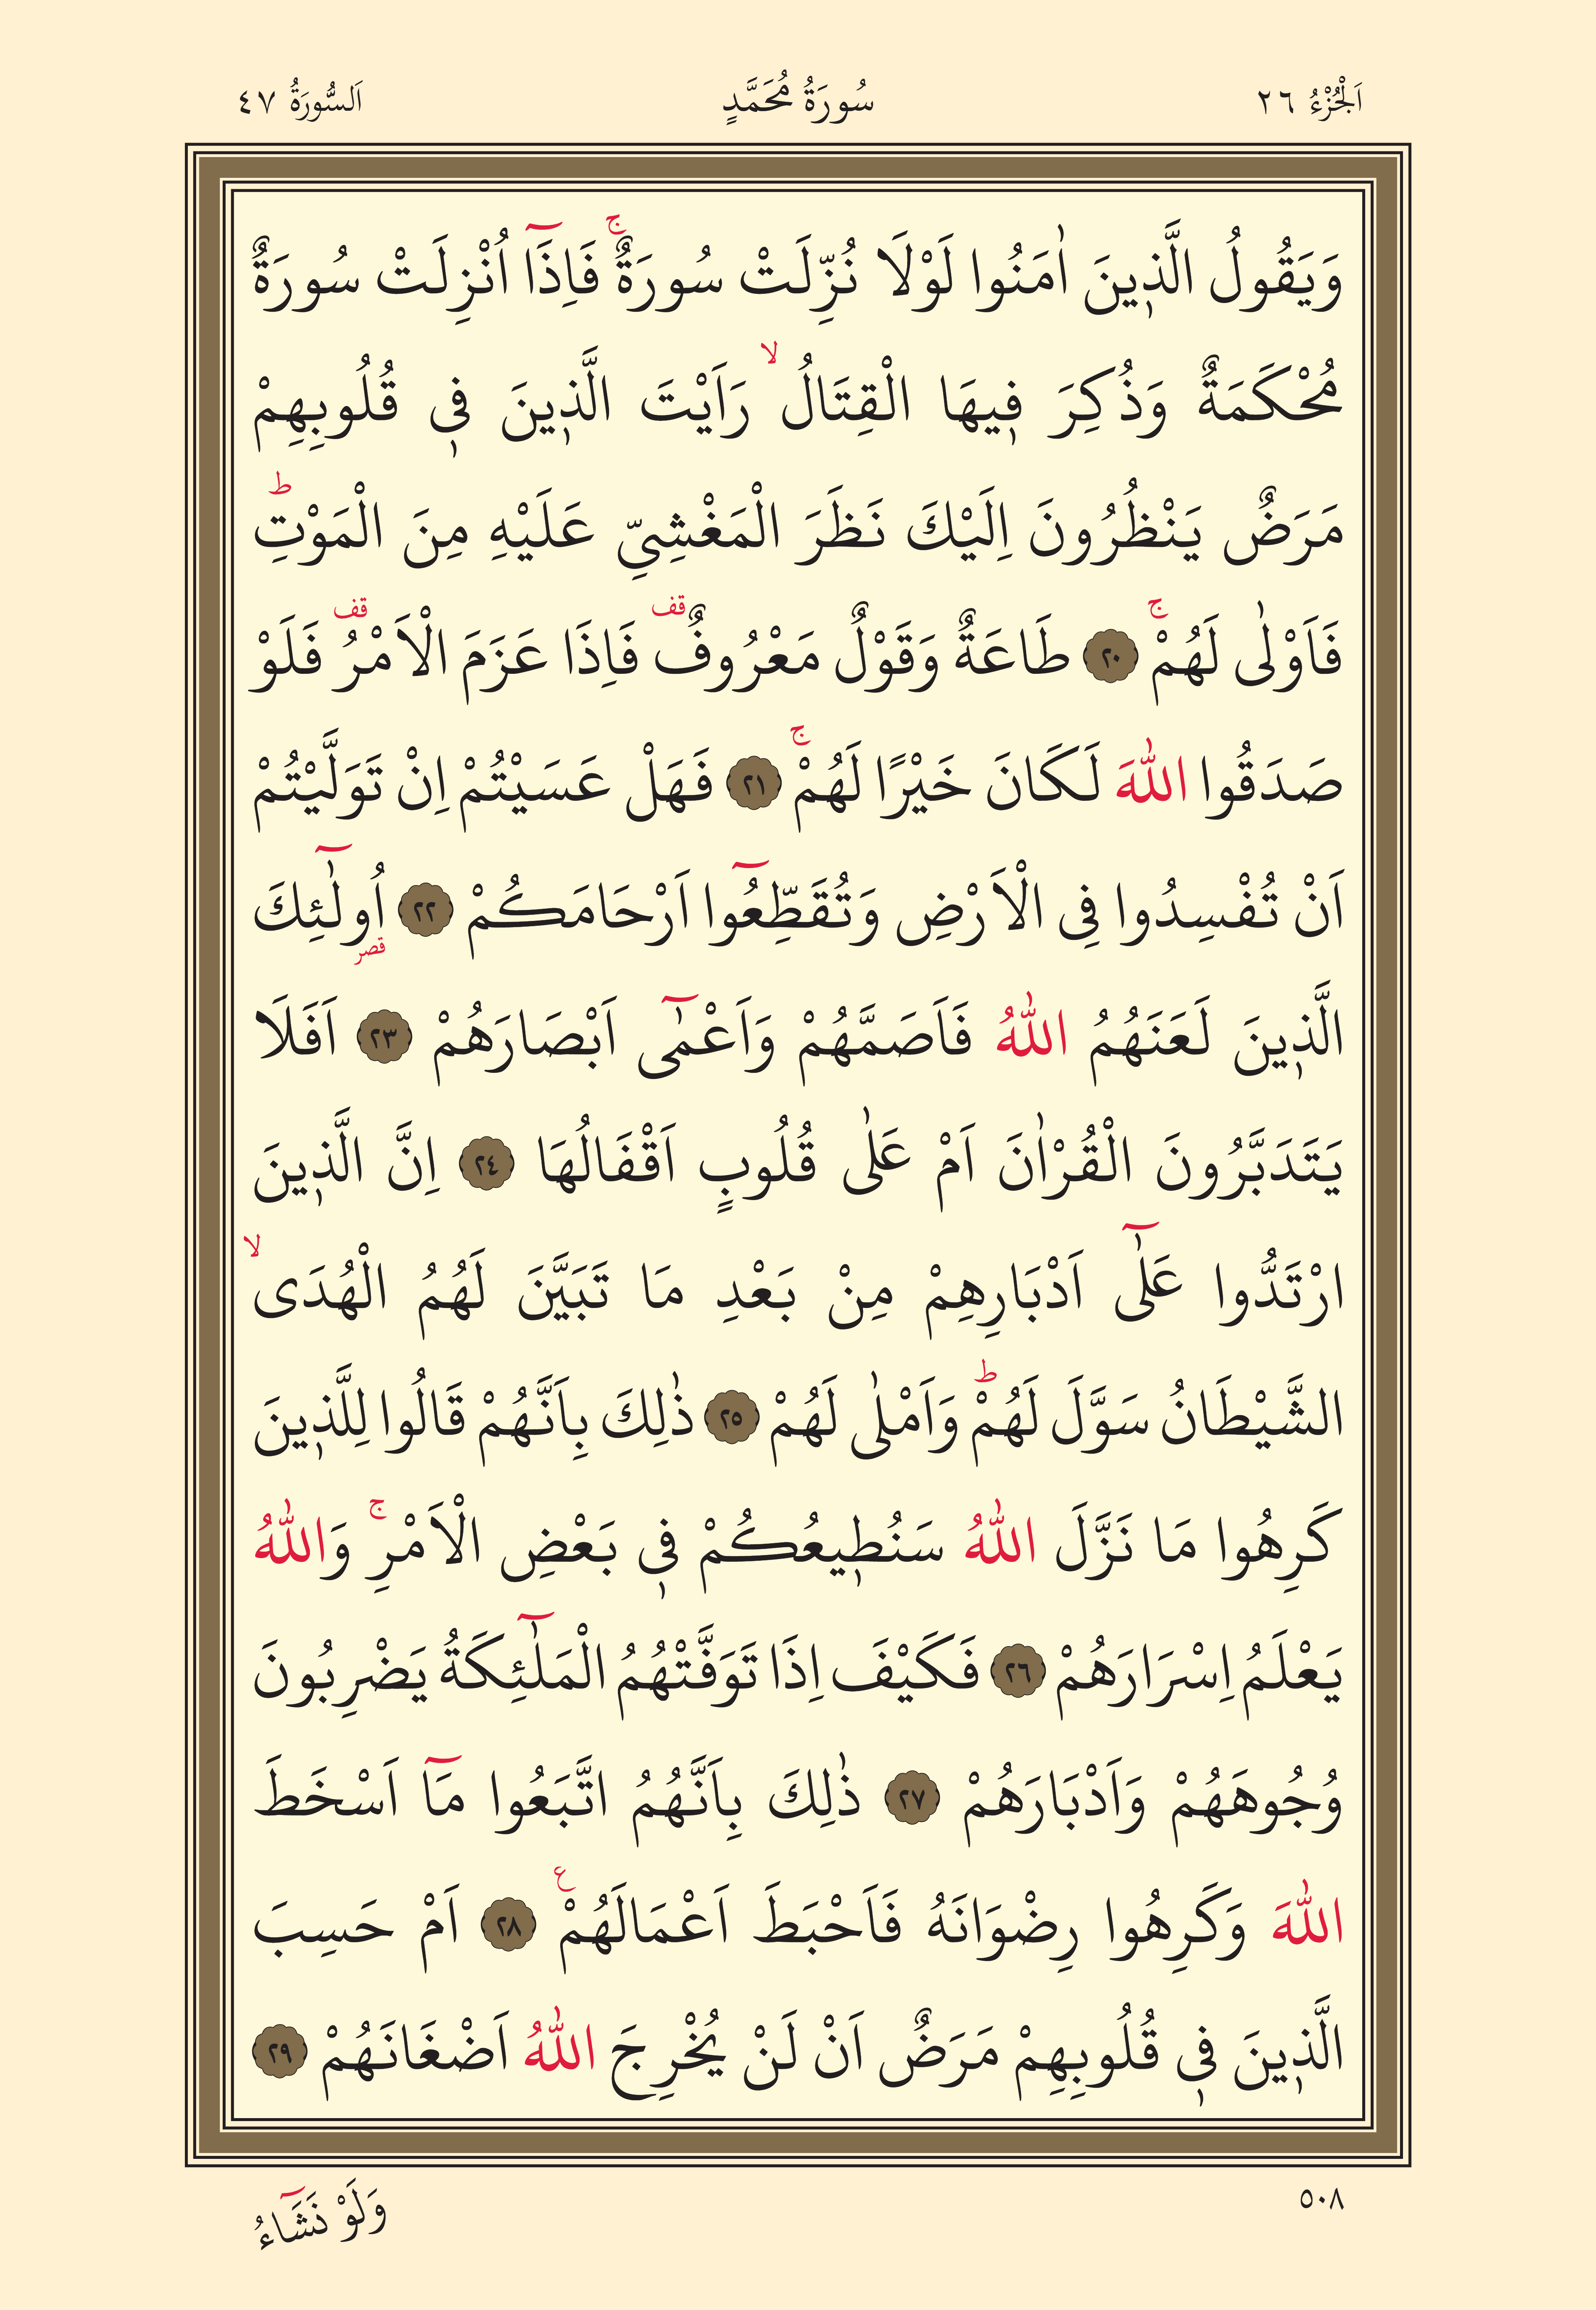 اَلْجُزْءُ ٢٦
سُورَةُ مُحَمَّدٍ
اَلسُّورَةُ ٤٧
وَيَقُولُ الَّذ۪ينَ اٰمَنُوا لَوْلَا نُزِّلَتْ سُورَةٌۚ فَاِذَٓا اُنْزِلَتْ سُورَةٌ
مُحْكَمَةٌ وَذُكِرَ ف۪يهَا الْقِتَالُۙ رَاَيْتَ الَّذ۪ينَ ف۪ي قُلُوبِهِمْ
مَرَضٌ يَنْظُرُونَ اِلَيْكَ نَظَرَ الْمَغْشِيِّ عَلَيْهِ مِنَ الْمَوْتِۜ
فَاَوْلٰى لَهُمْۚ ﴿٢٠﴾ طَاعَةٌ وَقَوْلٌ مَعْرُوفٌ۠ قف فَاِذَا عَزَمَ الْاَمْرُ قف فَلَوْ
صَدَقُوا اللّٰهَ لَكَانَ خَيْرًا لَهُمْۚ ﴿٢١﴾ فَهَلْ عَسَيْتُمْ اِنْ تَوَلَّيْتُمْ
اَنْ تُفْسِدُوا فِي الْاَرْضِ وَتُقَطِّعُٓوا اَرْحَامَكُمْ ﴿٢٢﴾ اُو۬لٰٓئِكَ قصر
الَّذ۪ينَ لَعَنَهُمُ اللّٰهُ فَاَصَمَّهُمْ وَاَعْمٰٓى اَبْصَارَهُمْ ﴿٢٣﴾ اَفَلَا
يَتَدَبَّرُونَ الْقُرْاٰنَ اَمْ عَلٰى قُلُوبٍ اَقْفَالُهَا ﴿٢٤﴾ اِنَّ الَّذ۪ينَ
ارْتَدُّوا عَلٰٓى اَدْبَارِهِمْ مِنْ بَعْدِ مَا تَبَيَّنَ لَهُمُ الْهُدَىۙ
الشَّيْطَانُ سَوَّلَ لَهُمْۜ وَاَمْلٰى لَهُمْ ﴿٢٥﴾ ذٰلِكَ بِاَنَّهُمْ قَالُوا لِلَّذ۪ينَ
كَرِهُوا مَا نَزَّلَ اللّٰهُ سَنُط۪يعُكُمْ ف۪ي بَعْضِ الْاَمْرِۚ وَاللّٰهُ
يَعْلَمُ اِسْرَارَهُمْ ﴿٢٦﴾ فَكَيْفَ اِذَا تَوَفَّتْهُمُ الْمَلٰٓئِكَةُ يَضْرِبُونَ
وُجُوهَهُمْ وَاَدْبَارَهُمْ ﴿٢٧﴾ ذٰلِكَ بِاَنَّهُمُ اتَّبَعُوا مَٓا اَسْخَطَ
اللّٰهَ وَكَرِهُوا رِضْوَانَهُ فَاَحْبَطَ اَعْمَالَهُمْ ع ﴿٢٨﴾ اَمْ حَسِبَ
الَّذ۪ينَ ف۪ي قُلُوبِهِمْ مَرَضٌ اَنْ لَنْ يُخْرِجَ اللّٰهُ اَضْغَانَهُمْ ﴿٢٩﴾
٥٠٨
وَلَوْ نَشَٓاءُ